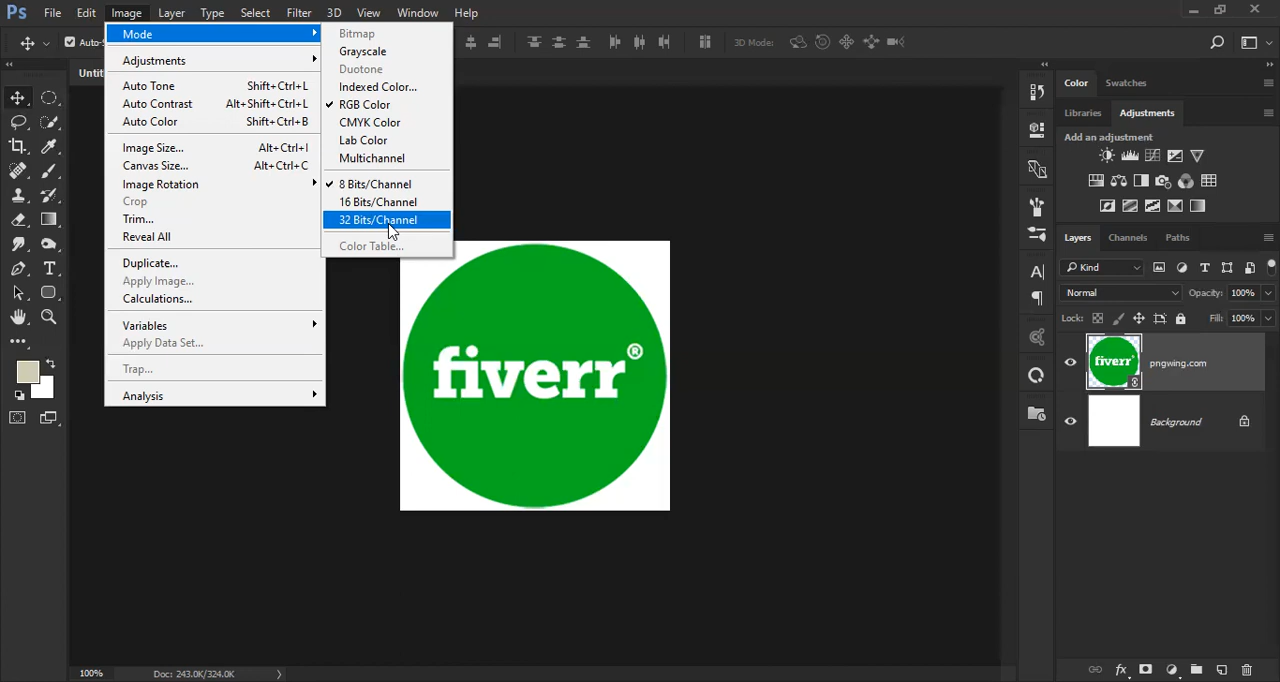 Ps File Edit Image Layer Type Select Filter 3D View Window Help
Auto-S
3D Mode:
Untit
Mode
Adjustments
Auto Tone Shift+Ctrl+L
Auto Contrast Alt+Shift+Ctrl+L
Auto Color Shift+Ctrl+B
Image Size... Alt+Ctrl+I
Canvas Size... Alt+Ctrl+C
Image Rotation
Crop
Trim...
Reveal All
Duplicate...
Apply Image...
Calculations...
Variables
Apply Data Set...
Trap...
Analysis
Bitmap
Grayscale
Duotone
Indexed Color...
RGB Color
CMYK Color
Lab Color
Multichannel
8 Bits/Channel
16 Bits/Channel
32 Bits/Channel
Color Table...
fiverr®
Color Swatches
Libraries Adjustments
Add an adjustment
Layers Channels Paths
Kind
Normal Opacity: 100%
Lock: Fill: 100%
fiverr® pngwing.com
Background
100% Doc: 243.0K/324.0K